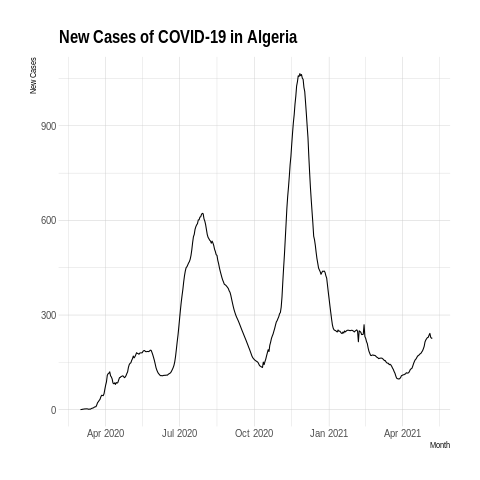 New Cases of COVID-19 in Algeria
New Cases
900
600
300
0
Apr 2020 Jul 2020 Oct 2020 Jan 2021 Apr 2021
Month